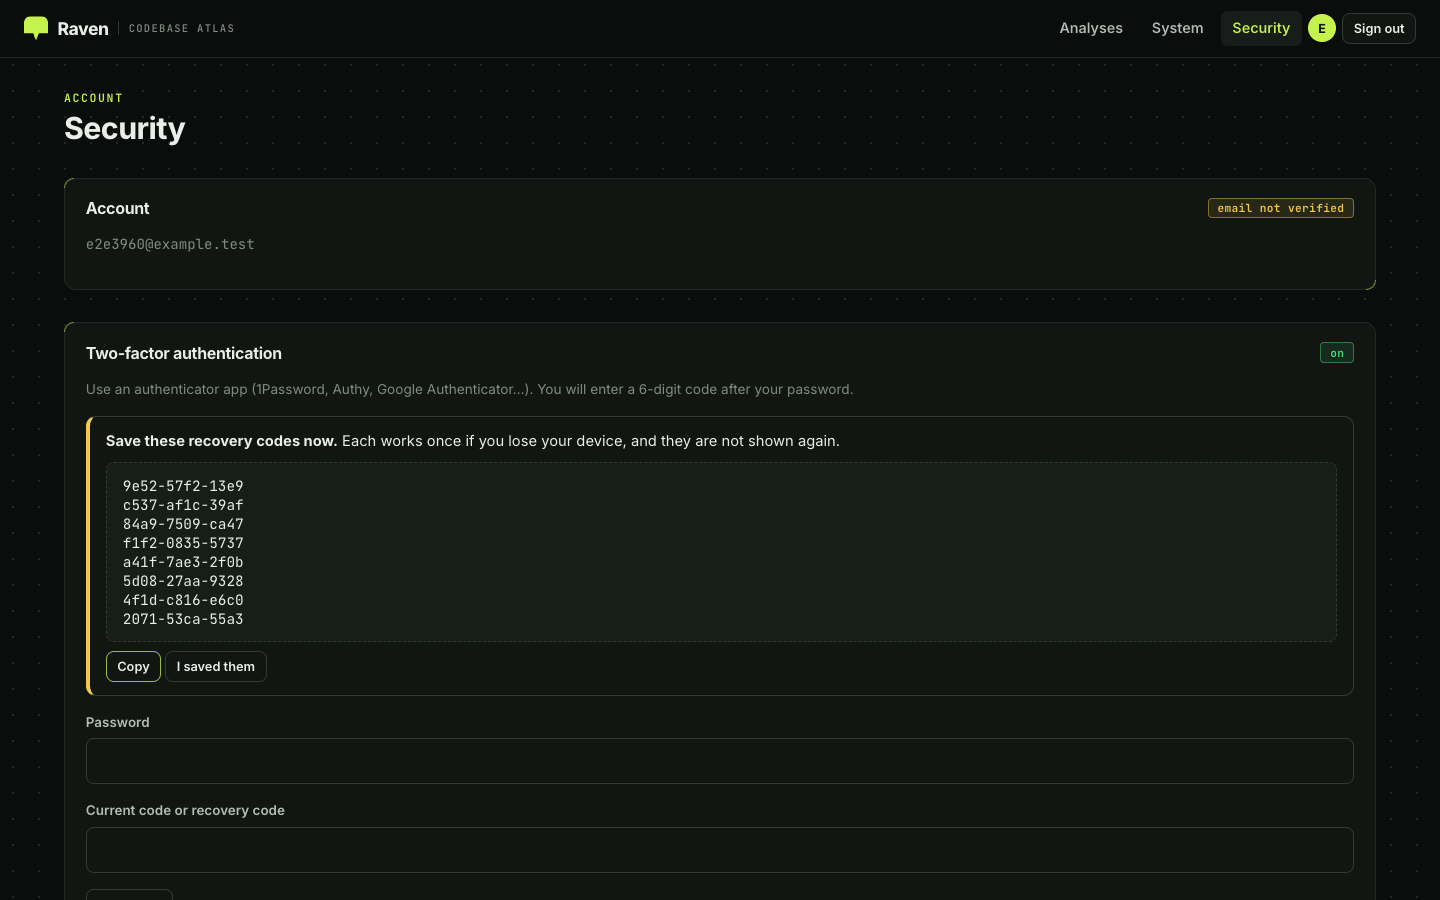 Raven
CODEBASE ATLAS
Analyses
System
Security
E
Sign out
ACCOUNT
Security
Account
email not verified
e2e3960@example.test
Two-factor authentication
on
Use an authenticator app (1Password, Authy, Google Authenticator…). You will enter a 6-digit code after your password.
Save these recovery codes now. Each works once if you lose your device, and they are not shown again.
9e52-57f2-13e9
c537-af1c-39af
84a9-7509-ca47
f1f2-0835-5737
a41f-7ae3-2f0b
5d08-27aa-9328
4f1d-c816-e6c0
2071-53ca-55a3
Copy
I saved them
Password
Current code or recovery code